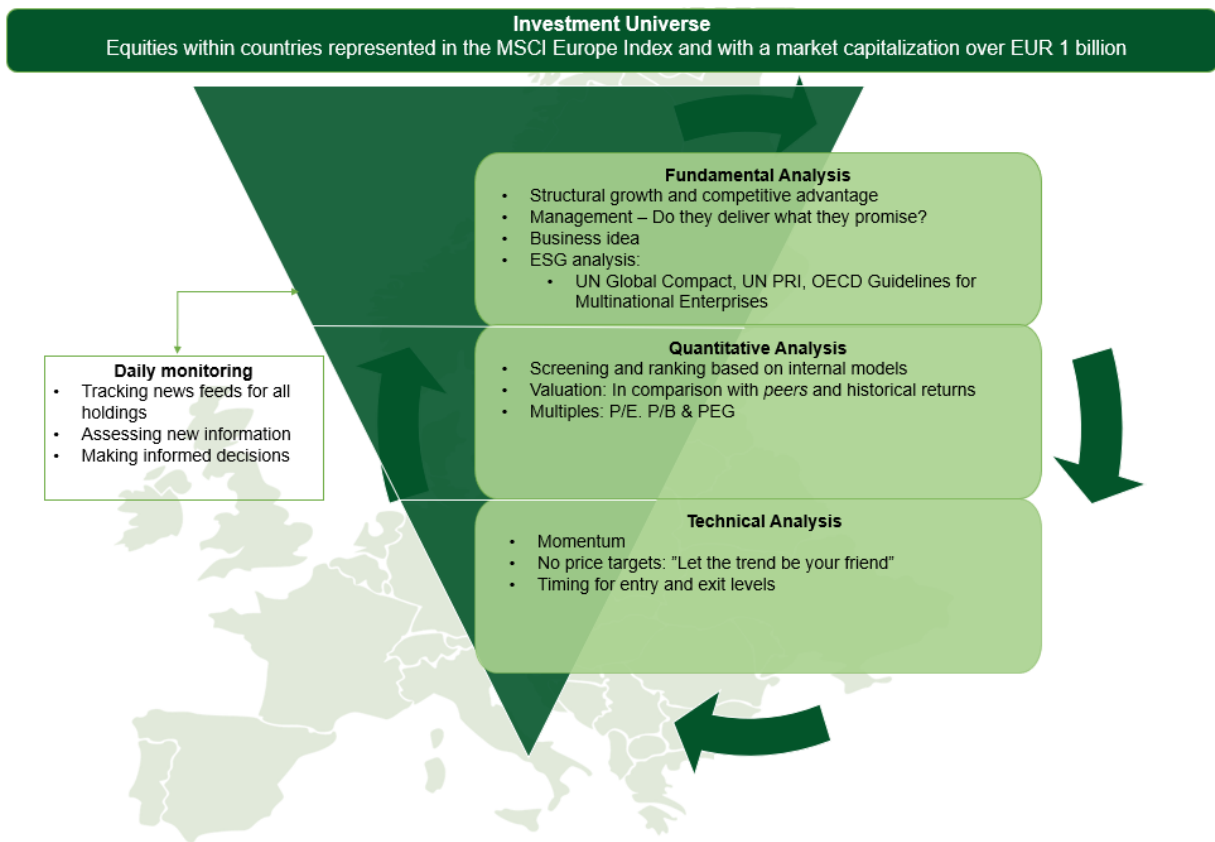 Investment Universe
Equities within countries represented in the MSCI Europe Index and with a market capitalization over EUR 1 billion
Fundamental Analysis
• Structural growth and competitive advantage
• Management – Do they deliver what they promise?
• Business idea
• ESG analysis:
• UN Global Compact, UN PRI, OECD Guidelines for
Multinational Enterprises
Daily monitoring
• Tracking news feeds for all
holdings
• Assessing new information
• Making informed decisions
Quantitative Analysis
• Screening and ranking based on internal models
• Valuation: In comparison with peers and historical returns
• Multiples: P/E. P/B & PEG
Technical Analysis
• Momentum
• No price targets: ”Let the trend be your friend”
• Timing for entry and exit levels